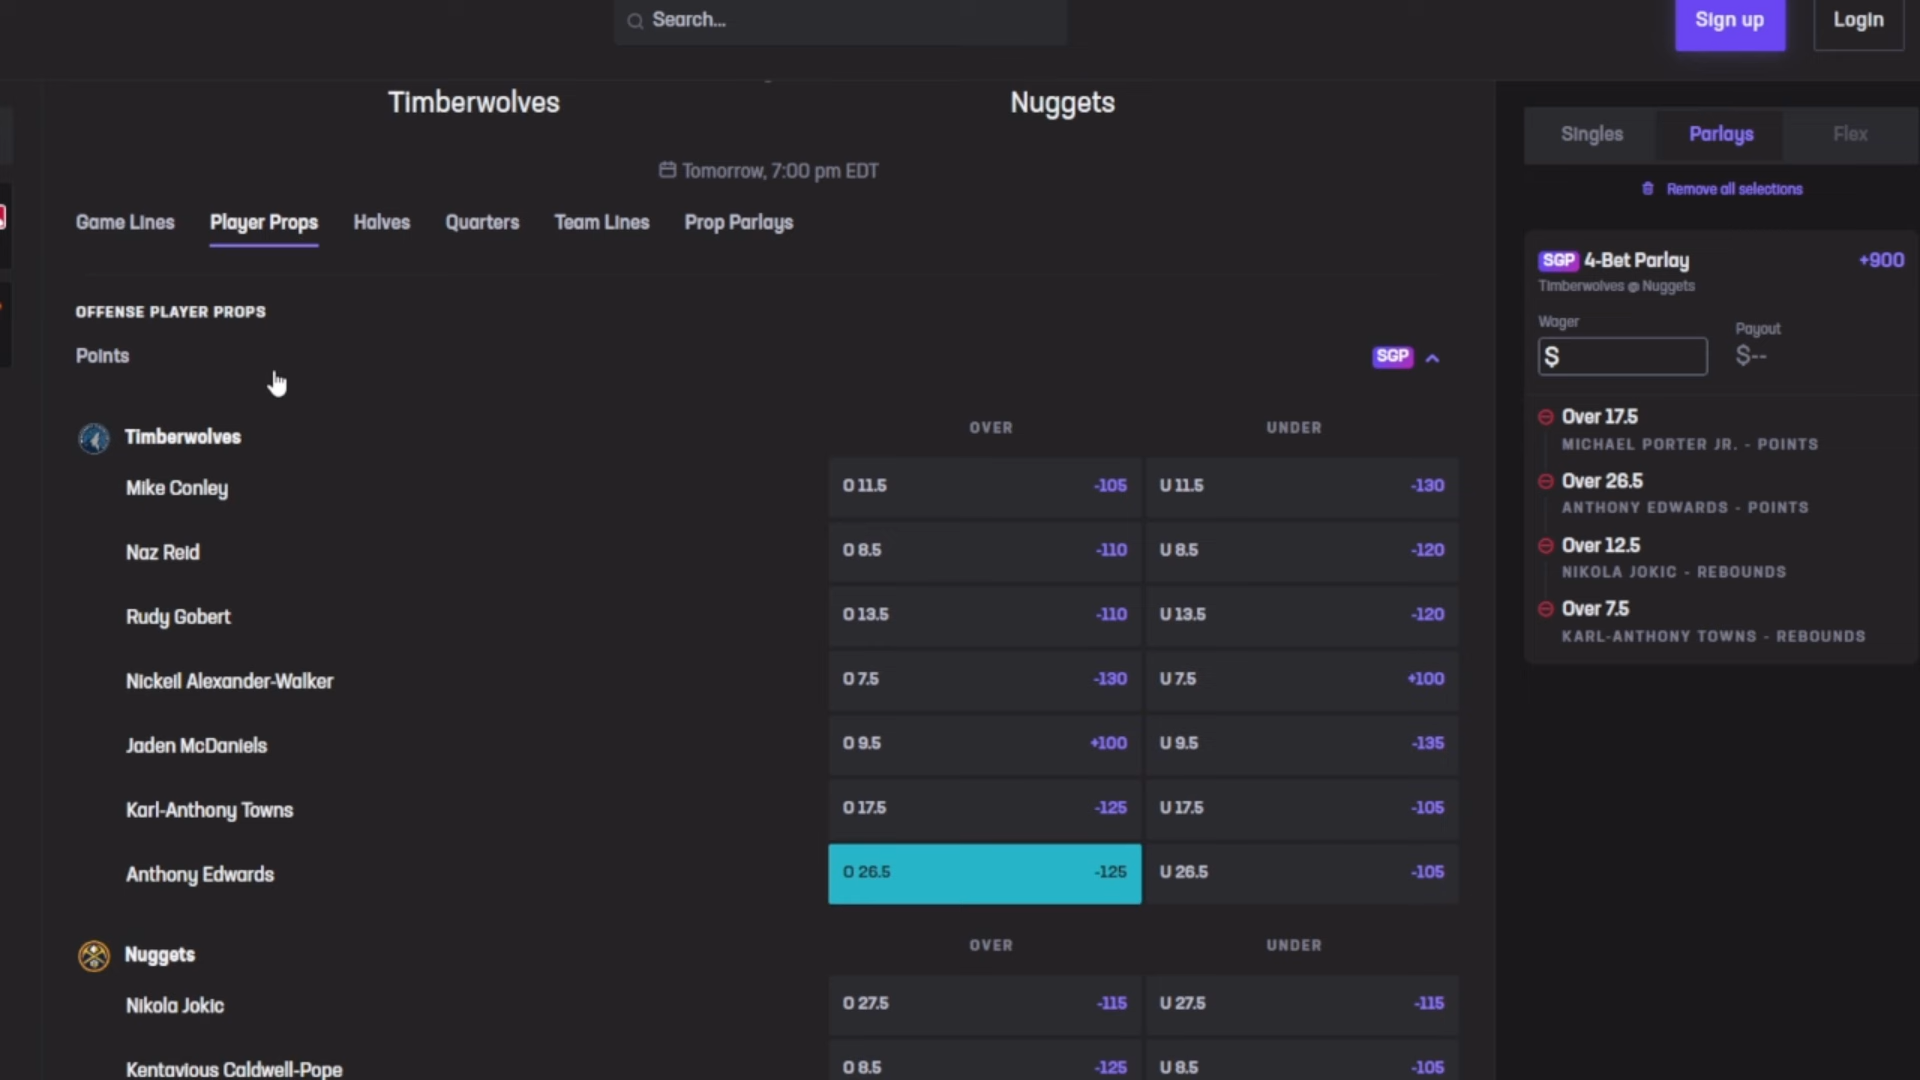 Search...
Sign up
Login
Timberwolves
Nuggets
Tomorrow, 7:00 pm EDT
Game Lines
Player Props
Halves
Quarters
Team Lines
Prop Parlays
OFFENSE PLAYER PROPS
Points
SGP
Timberwolves
OVER
UNDER
Mike Conley
O 11.5 -105
U 11.5 -130
Naz Reid
O 8.5 -110
U 8.5 -120
Rudy Gobert
O 13.5 -110
U 13.5 -120
Nickeil Alexander-Walker
O 7.5 -130
U 7.5 +100
Jaden McDaniels
O 9.5 +100
U 9.5 -135
Karl-Anthony Towns
O 17.5 -125
U 17.5 -105
Anthony Edwards
O 26.5 -125
U 26.5 -105
Nuggets
OVER
UNDER
Nikola Jokic
O 27.5 -115
U 27.5 -115
Kentavious Caldwell-Pope
O 8.5 -125
U 8.5 -105
Singles
Parlays
Flex
Remove all selections
SGP 4-Bet Parlay +900
Timberwolves @ Nuggets
Wager
Payout
$
$--
Over 17.5
MICHAEL PORTER JR. - POINTS
Over 26.5
ANTHONY EDWARDS - POINTS
Over 12.5
NIKOLA JOKIC - REBOUNDS
Over 7.5
KARL-ANTHONY TOWNS - REBOUNDS